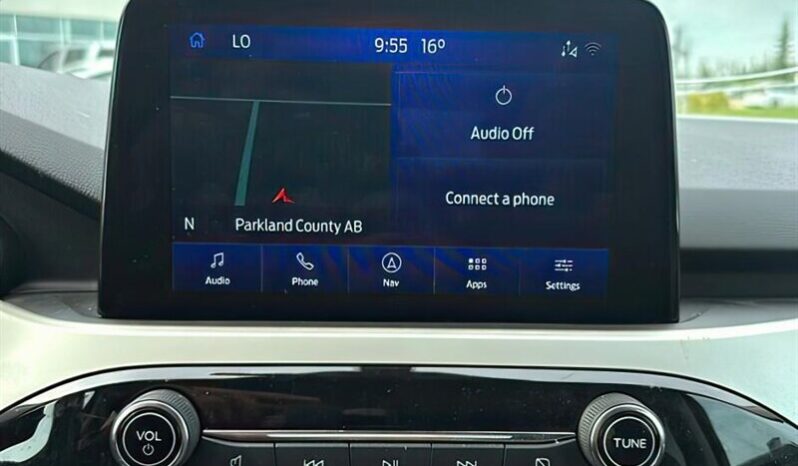 LO
9:55 16°
Audio Off
Connect a phone
N Parkland County AB
Audio Phone Nav Apps Settings
VOL
TUNE